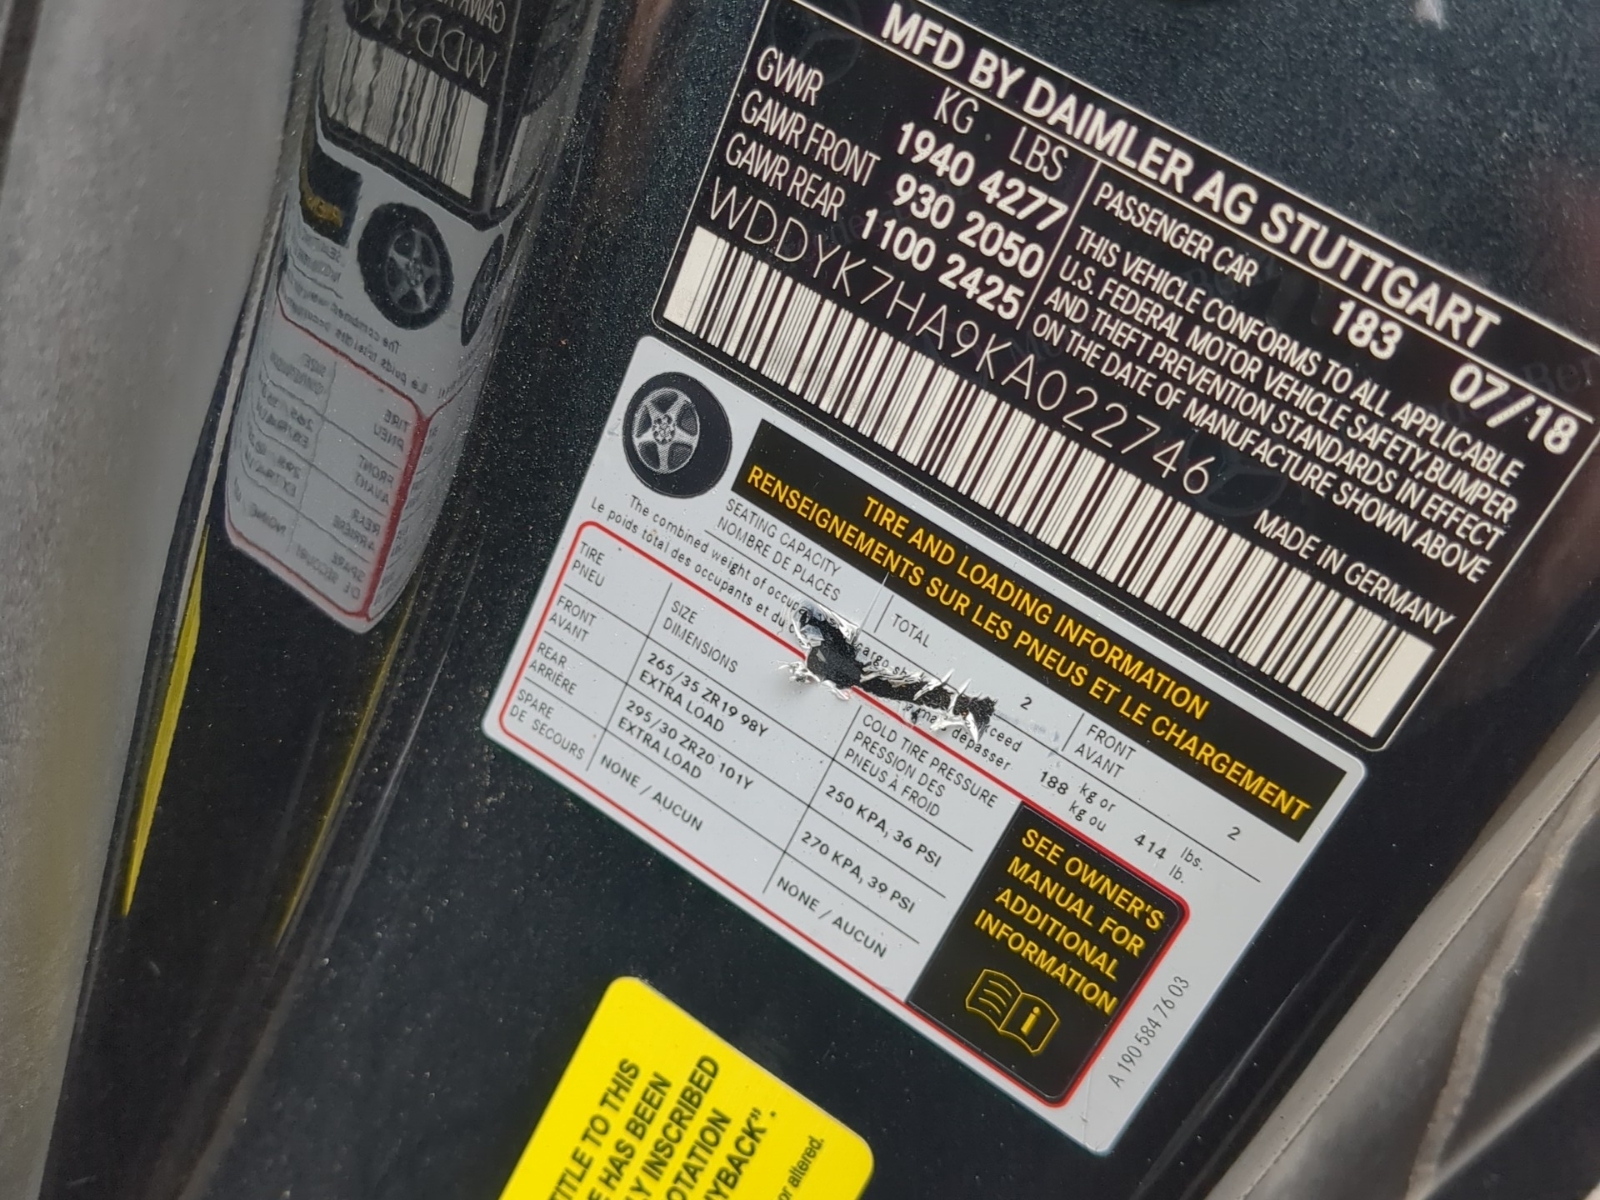 MFD BY DAIMLER AG STUTTGART
KG LBS
GVWR 1940 4277
GAWR FRONT 930 2050
GAWR REAR 1100 2425
PASSENGER CAR 183 07/18
THIS VEHICLE CONFORMS TO ALL APPLICABLE
U.S. FEDERAL MOTOR VEHICLE SAFETY,BUMPER
AND THEFT PREVENTION STANDARDS IN EFFECT
ON THE DATE OF MANUFACTURE SHOWN ABOVE
WDDYK7HA9KA022746 MADE IN GERMANY
TIRE AND LOADING INFORMATION
RENSEIGNEMENTS SUR LES PNEUS ET LE CHARGEMENT
SEATING CAPACITY
NOMBRE DE PLACES
TOTAL 2
FRONT
AVANT
2
The combined weight of exceed 188 kg or 414 lbs.
Le poids total des occupants et du dépasser 188 kg ou 414 lb.
TIRE
PNEU
SIZE
DIMENSIONS
COLD TIRE PRESSURE
PRESSION DES
PNEUS À FROID
FRONT
AVANT
265/35 ZR19 98Y
EXTRA LOAD
250 KPA, 36 PSI
REAR
ARRIÈRE
295/30 ZR20 101Y
EXTRA LOAD
270 KPA, 39 PSI
SPARE
DE SECOURS
NONE / AUCUN
NONE / AUCUN
SEE OWNER'S
MANUAL FOR
ADDITIONAL
INFORMATION
A 190 584 76 03
TITLE TO THIS
HAS BEEN
INSCRIBED
or altered.